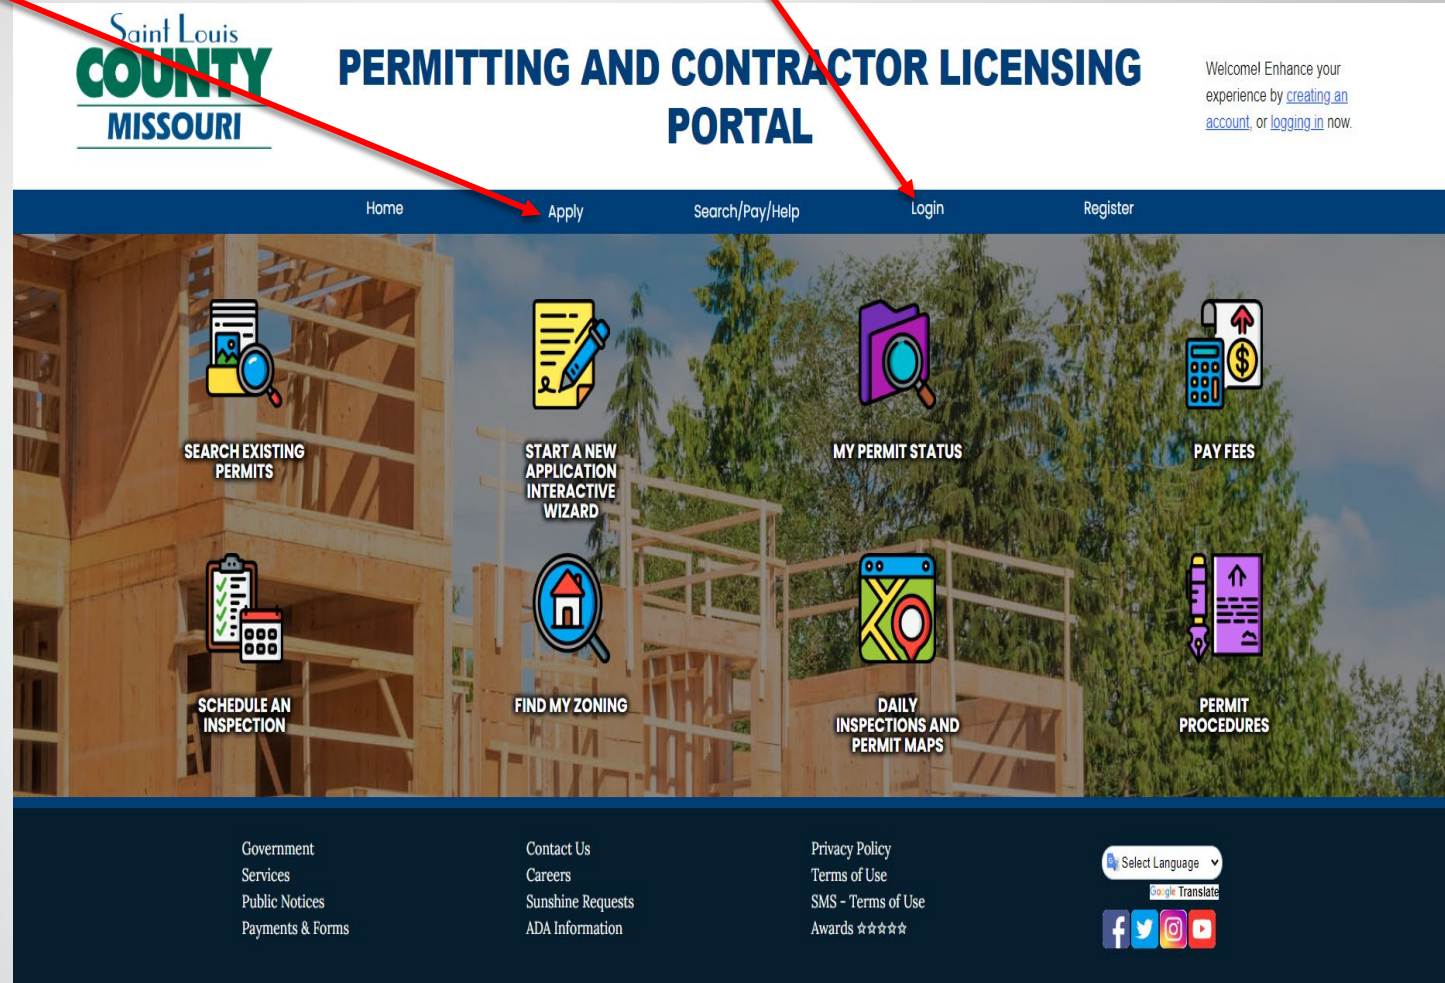 Saint Louis
COUNTY
MISSOURI
PERMITTING AND CONTRACTOR LICENSING
PORTAL
Welcome! Enhance your
experience by creating an
account, or logging in now.
Home Apply Search/Pay/Help Login Register
SEARCH EXISTING
PERMITS
START A NEW
APPLICATION
INTERACTIVE
WIZARD
MY PERMIT STATUS
PAY FEES
SCHEDULE AN
INSPECTION
FIND MY ZONING
DAILY
INSPECTIONS AND
PERMIT MAPS
PERMIT
PROCEDURES
Government
Services
Public Notices
Payments & Forms
Contact Us
Careers
Sunshine Requests
ADA Information
Privacy Policy
Terms of Use
SMS - Terms of Use
Awards ☆☆☆☆☆
Select Language
Google Translate